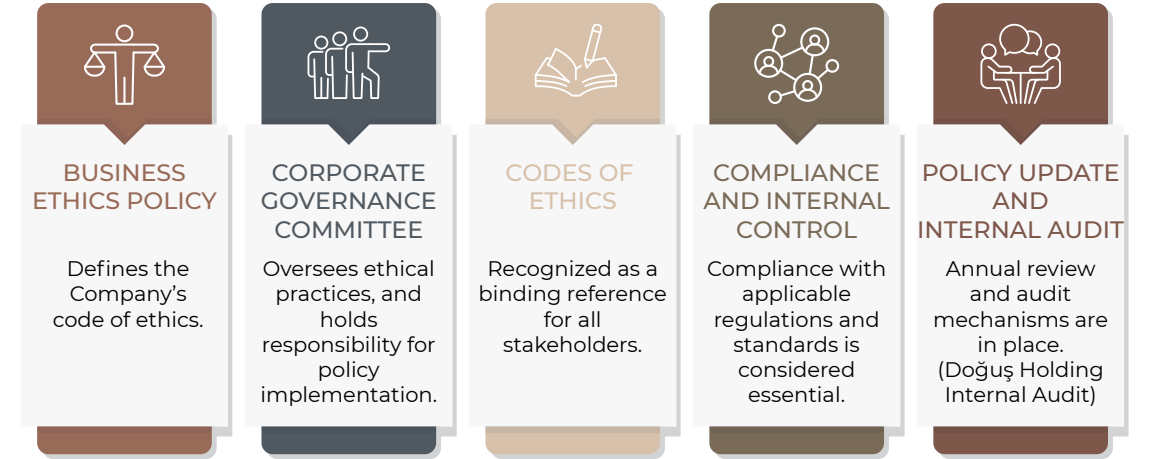 BUSINESS
ETHICS POLICY
Defines the
Company’s
code of ethics.
CORPORATE
GOVERNANCE
COMMITTEE
Oversees ethical
practices, and
holds
responsibility for
policy
implementation.
CODES OF
ETHICS
Recognized as a
binding reference
for all
stakeholders.
COMPLIANCE
AND INTERNAL
CONTROL
Compliance with
applicable
regulations and
standards is
considered
essential.
POLICY UPDATE
AND
INTERNAL AUDIT
Annual review
and audit
mechanisms are
in place.
(Doğuş Holding
Internal Audit)